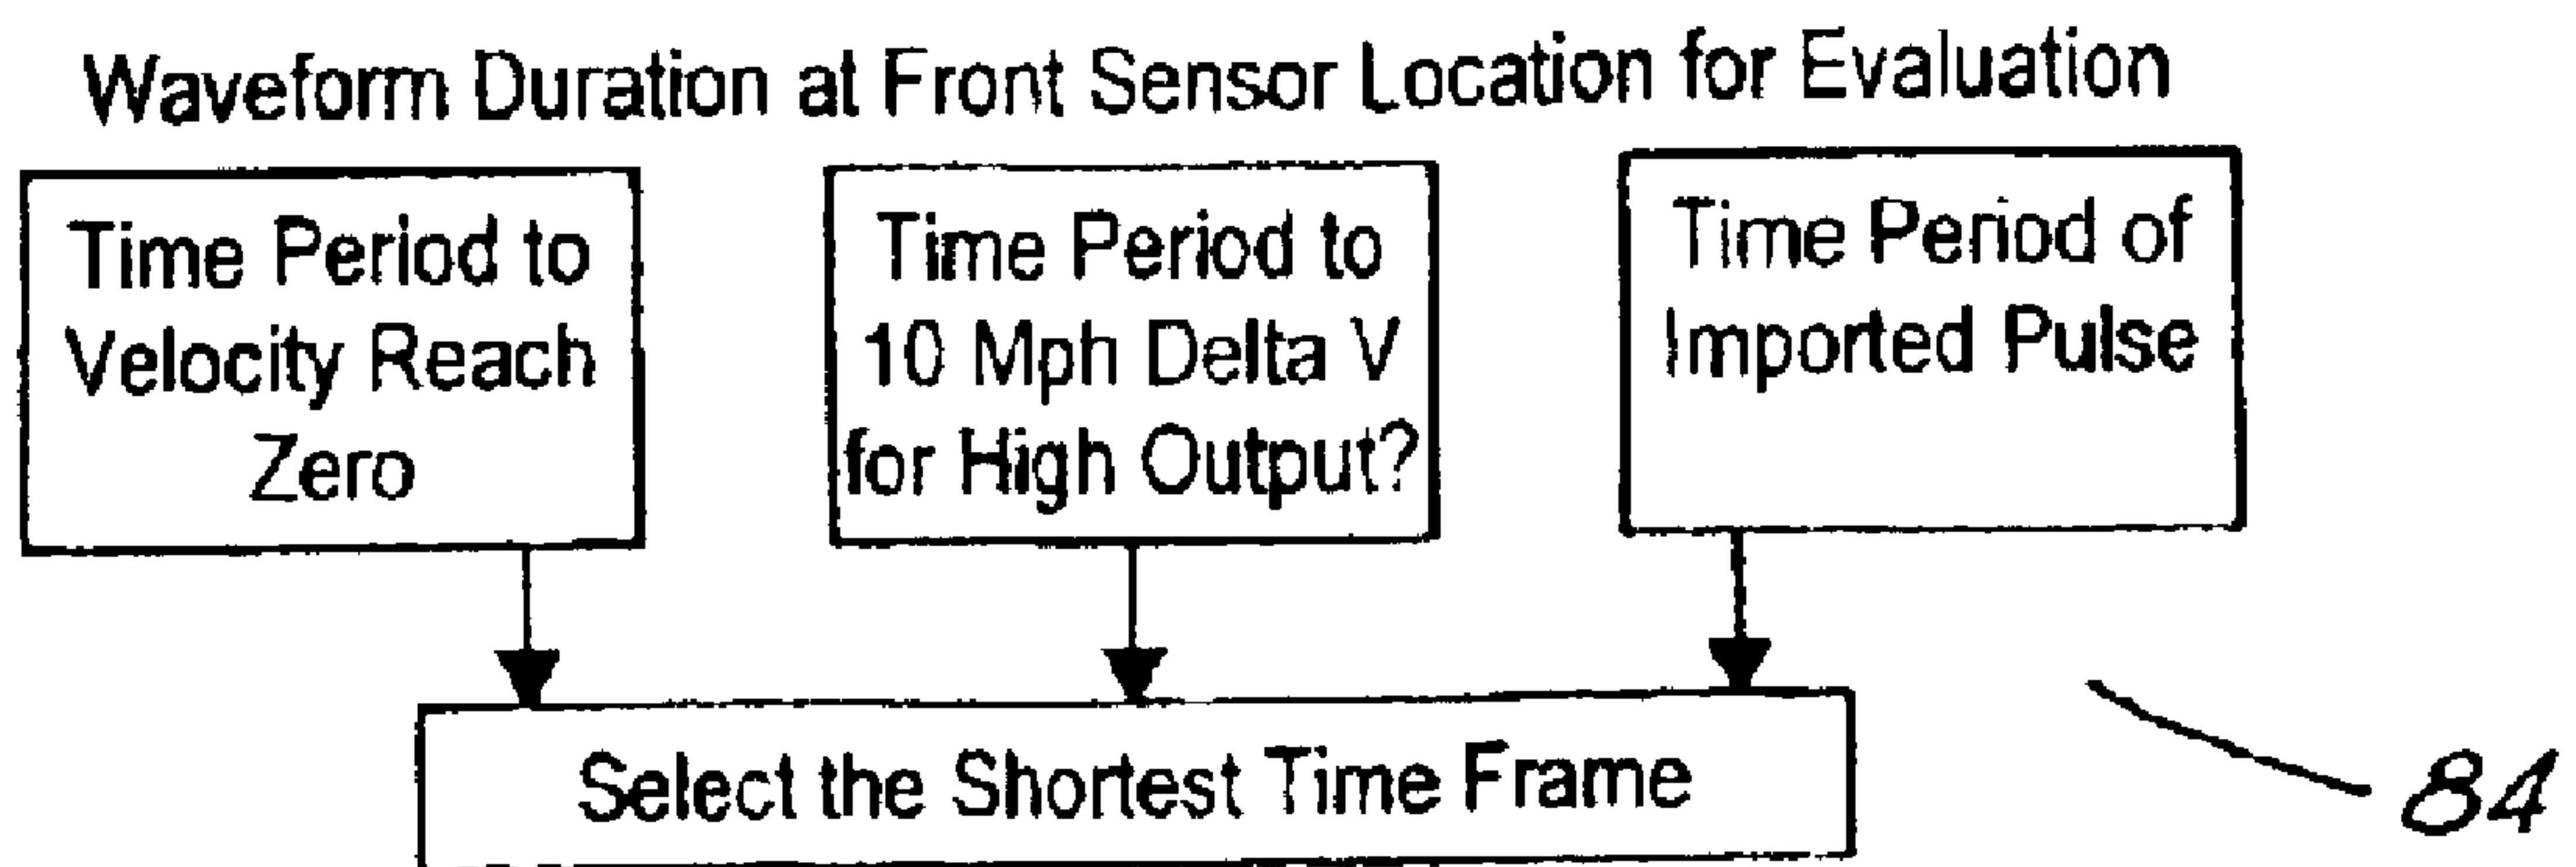 Waveform Duration at Front Sensor Location for Evaluation
Time Period to
Velocity Reach
Zero
Time Period to
10 Mph Delta V
for High Output?
Time Period of
Imported Pulse
Select the Shortest Time Frame
84